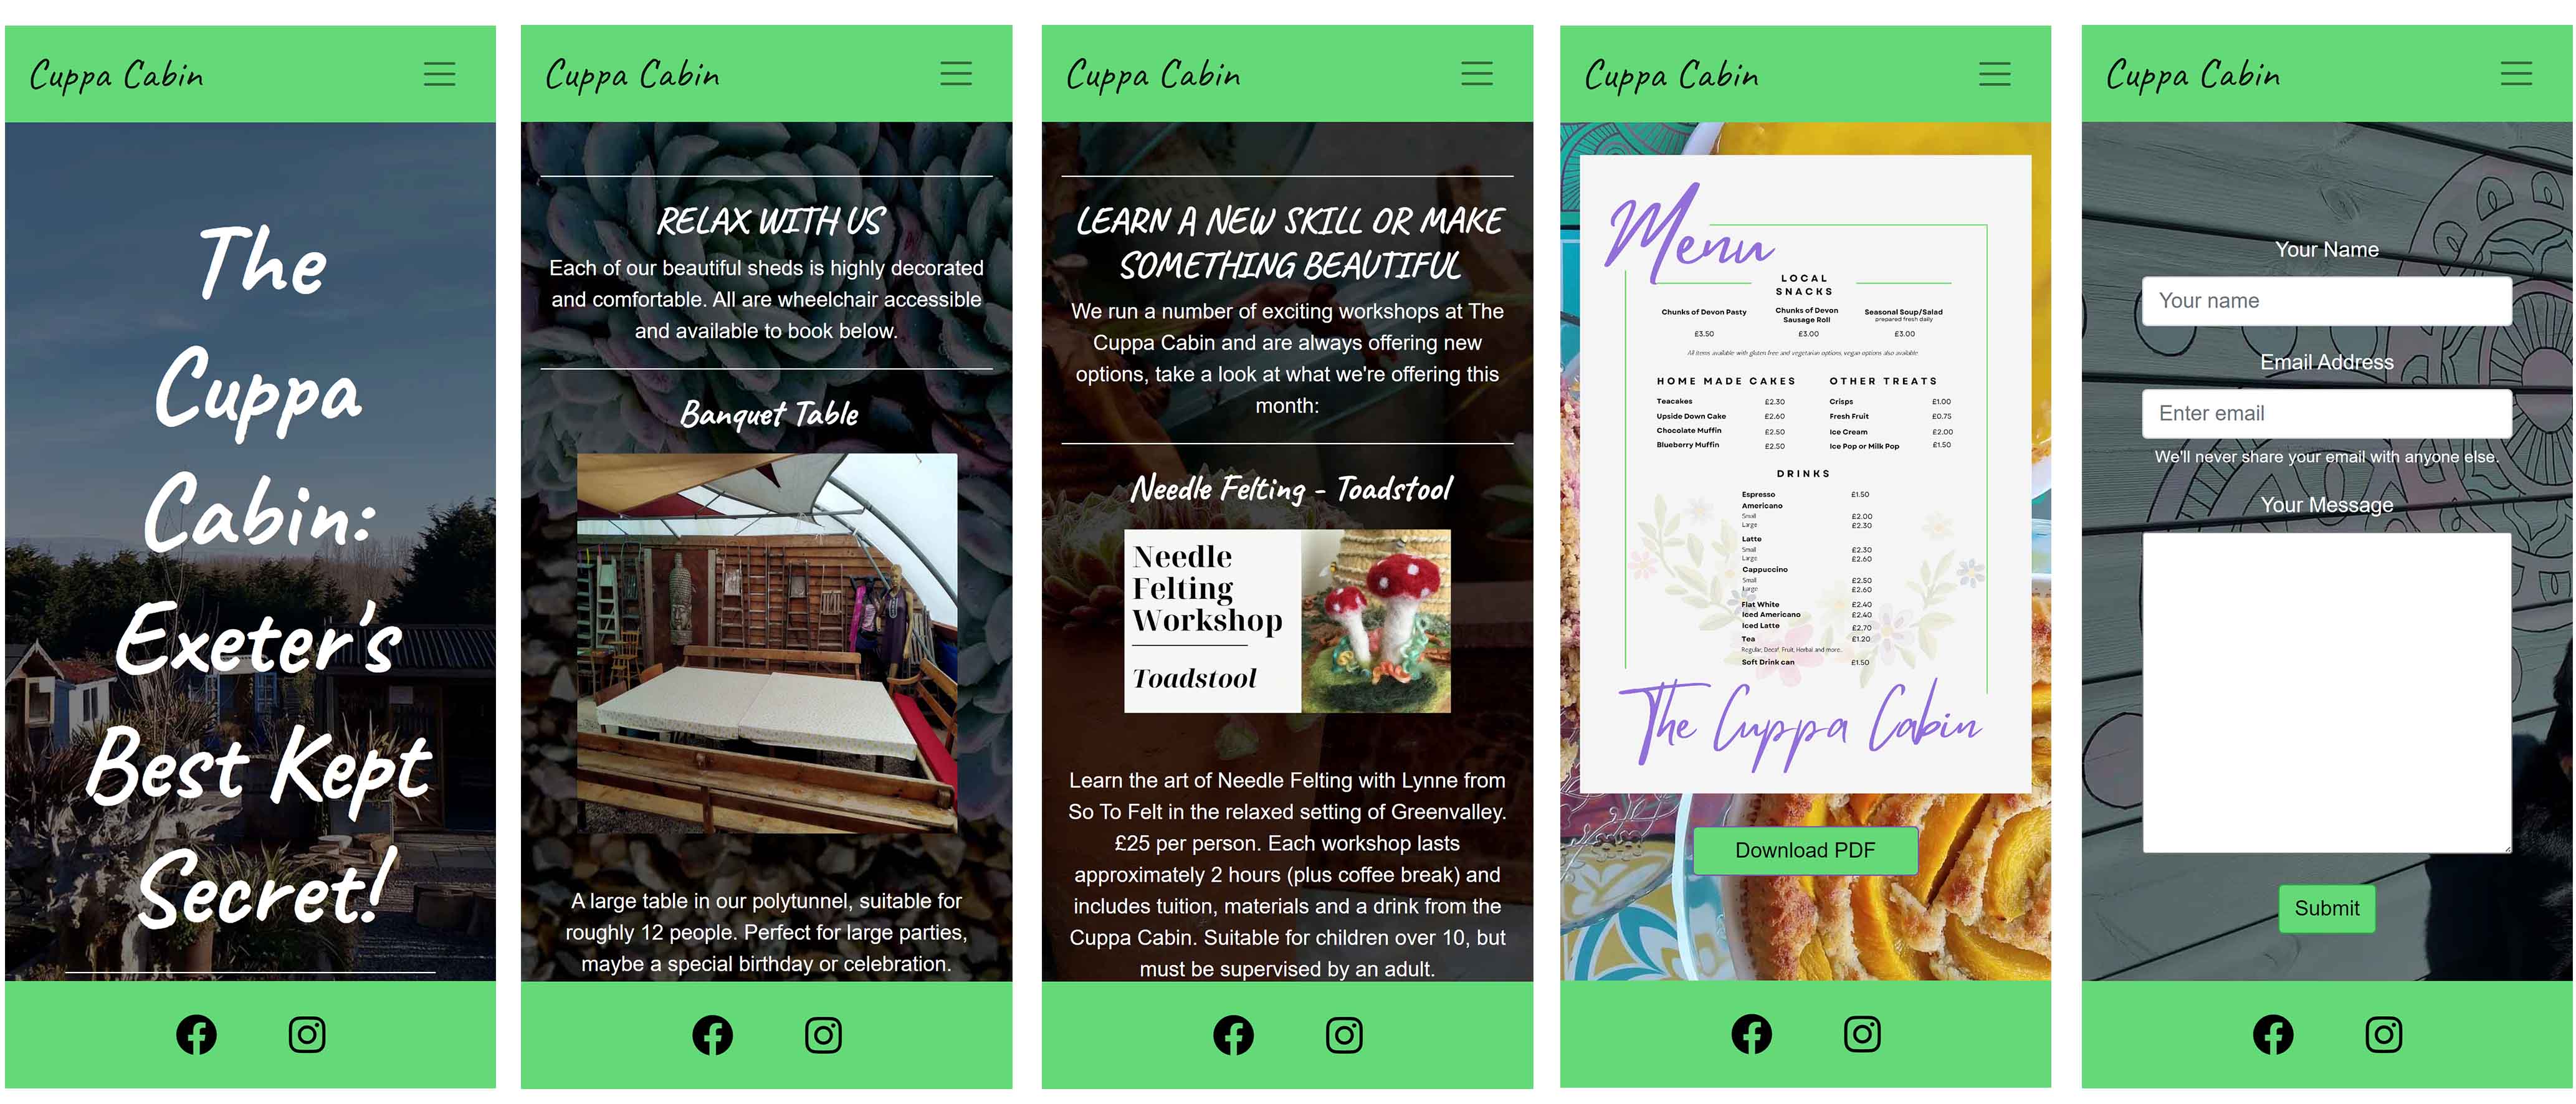 Cuppa Cabin
The
Cuppa
Cabin:
Exeter's
Best Kept
Secret!
Cuppa Cabin
RELAX WITH US
Each of our beautiful sheds is highly decorated
and comfortable. All are wheelchair accessible
and available to book below.
Banquet Table
A large table in our polytunnel, suitable for
roughly 12 people. Perfect for large parties,
maybe a special birthday or celebration.
Cuppa Cabin
LEARN A NEW SKILL OR MAKE
SOMETHING BEAUTIFUL
We run a number of exciting workshops at The
Cuppa Cabin and are always offering new
options, take a look at what we're offering this
month:
Needle Felting - Toadstool
Needle
Felting
Workshop
Toadstool
Learn the art of Needle Felting with Lynne from
So To Felt in the relaxed setting of Greenvalley.
£25 per person. Each workshop lasts
approximately 2 hours (plus coffee break) and
includes tuition, materials and a drink from the
Cuppa Cabin. Suitable for children over 10, but
must be supervised by an adult.
Cuppa Cabin
Menu
LOCAL
SNACKS
Chunks of Devon Pasty
£3.50
Chunks of Devon
Sausage Roll
£3.00
Seasonal Soup/Salad
prepared fresh daily
£3.00
All items available with gluten free and vegetarian options, vegan options also available
HOME MADE CAKES
Teacakes £2.30
Upside Down Cake £2.60
Chocolate Muffin £2.50
Blueberry Muffin £2.50
OTHER TREATS
Crisps £1.00
Fresh Fruit £0.75
Ice Cream £2.00
Ice Pop or Milk Pop £1.50
DRINKS
Espresso £1.50
Americano
Small £2.00
Large £2.30
Latte
Small £2.30
Large £2.60
Cappuccino
Small £2.50
Large £2.60
Flat White £2.40
Iced Americano £2.40
Iced Latte £2.70
Tea £1.20
Regular, Decaf, Fruit, Herbal and more..
Soft Drink can £1.50
The Cuppa Cabin
Download PDF
Cuppa Cabin
Your Name
Your name
Email Address
Enter email
We'll never share your email with anyone else.
Your Message
Submit